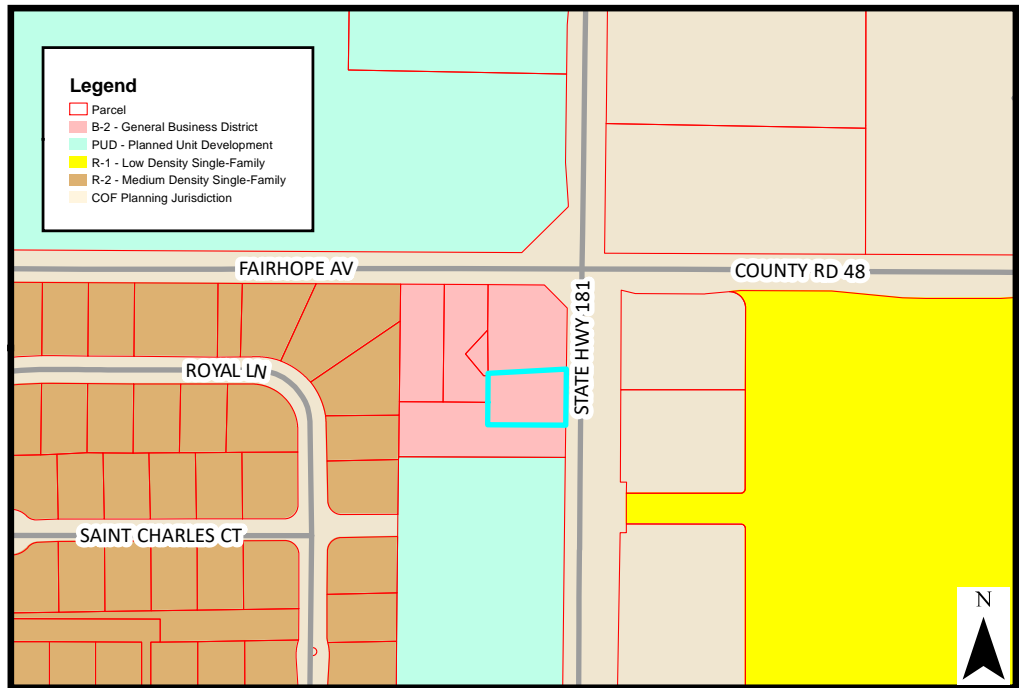 Legend
Parcel
B-2 - General Business District
PUD - Planned Unit Development
R-1 - Low Density Single-Family
R-2 - Medium Density Single-Family
COF Planning Jurisdiction
FAIRHOPE AV
COUNTY RD 48
STATE HWY 181
ROYAL LN
SAINT CHARLES CT
N